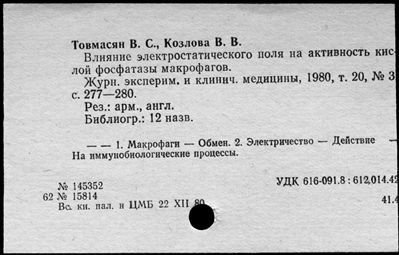 Товмасян В. С., Козлова В. В.
Влияние электростатического поля на активность кис-
лой фосфатазы макрофагов.
Журн. эксперим. и клинич. медицины, 1980, т. 20, № 3
с. 277—280.
Рез.: арм., англ.
Библиогр.: 12 назв.
— — 1. Макрофаги — Обмен. 2. Электричество — Действие —
На иммунобиологические процессы.
№ 145352 УДК 616-091.8 : 612,014.42
62 № 15814 41.4
Вс. кн. пал. и ЦМБ 22 XII 80